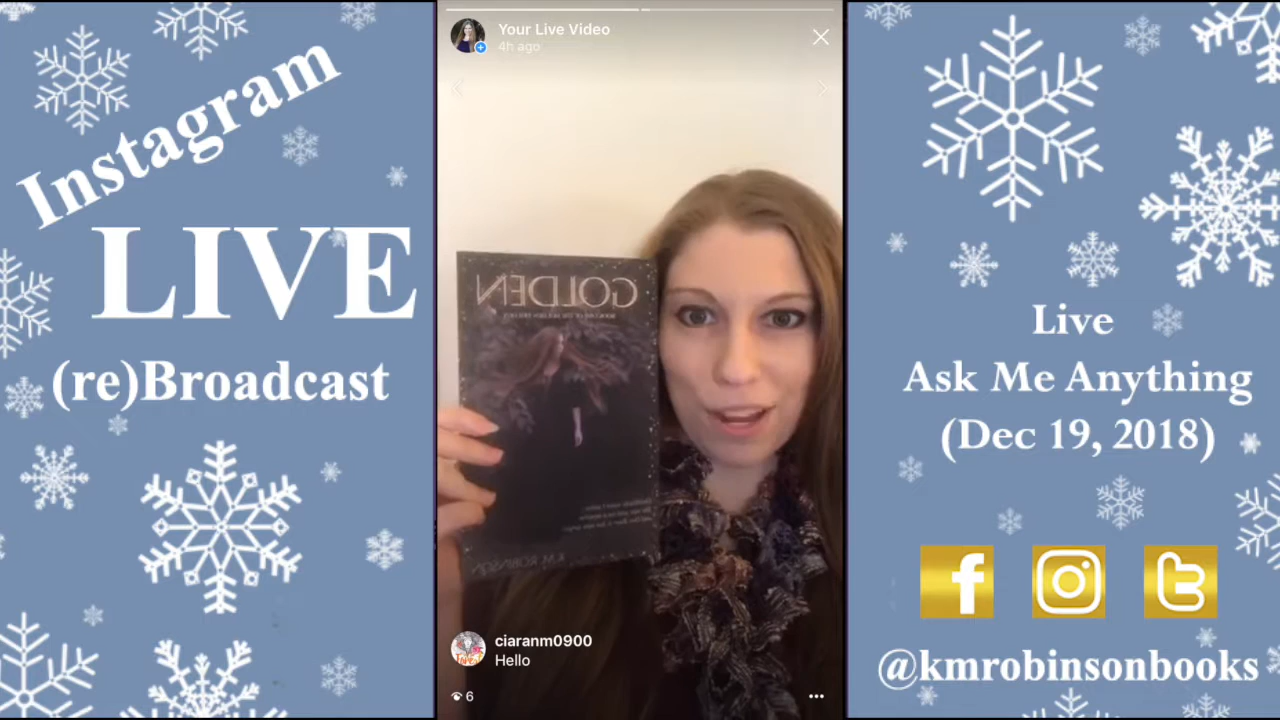 Instagram
LIVE
(re)Broadcast
Your Live Video
4h ago
GOLDEN
K.M. ROBINSON
ciaranm0900
Hello
6
Live
Ask Me Anything
(Dec 19, 2018)
@kmrobinsonbooks